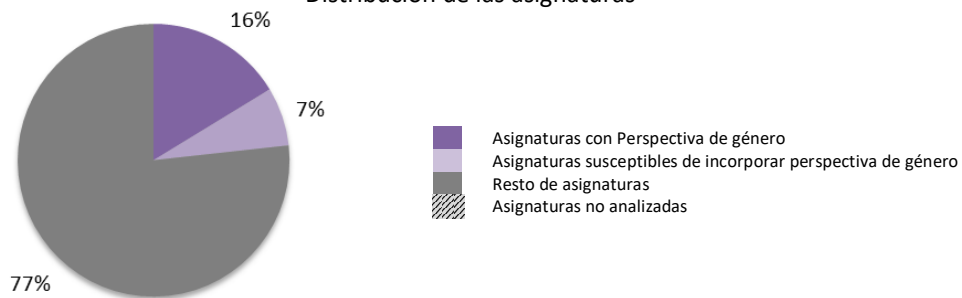 Distribución de las asignaturas
16%
7%
Asignaturas con Perspectiva de género
Asignaturas susceptibles de incorporar perspectiva de género
Resto de asignaturas
Asignaturas no analizadas
77%